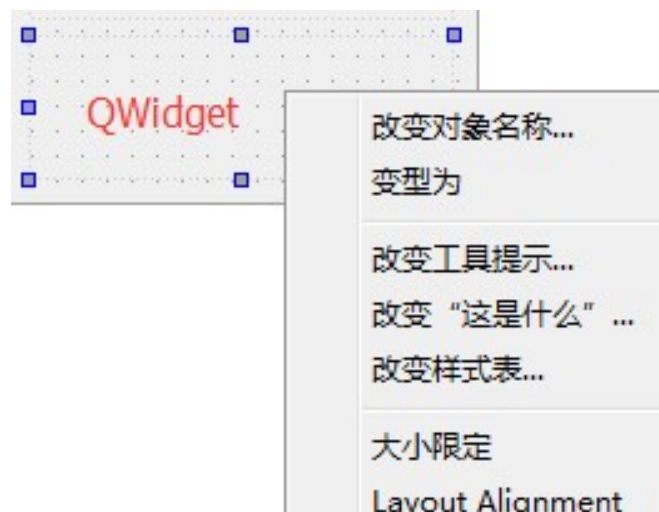 QWidget
改变对象名称...
变型为
改变工具提示...
改变“这是什么”...
改变样式表...
大小限定
Layout Alignment